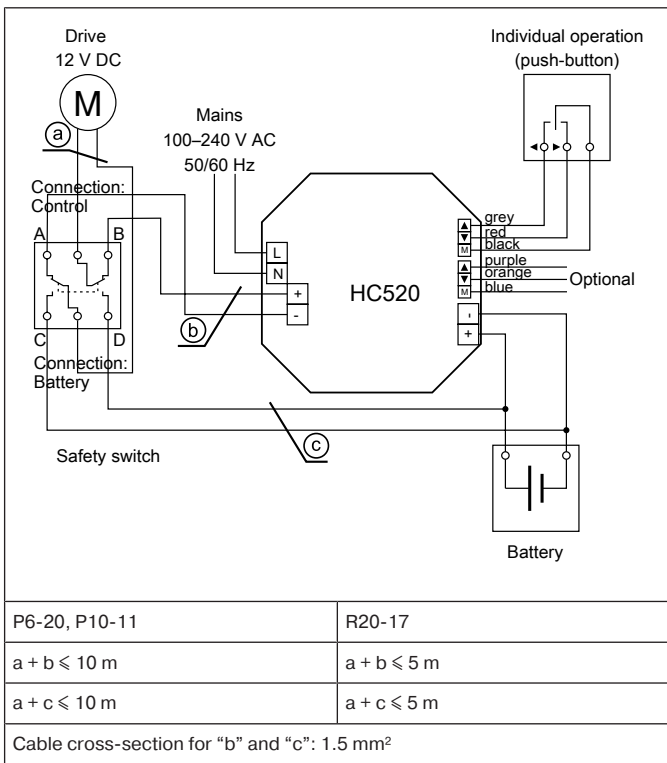 Drive
12 V DC
M
a
Individual operation
(push-button)
Mains
100–240 V AC
50/60 Hz
Connection:
Control
A
B
C
D
Connection:
Battery
Safety switch
L
N
+
-
b
HC520
▲
▼
M
grey
red
black
▲
▼
M
purple
orange
blue
Optional
-
+
◄
►
c
Battery
P6-20, P10-11
R20-17
a + b ⩽ 10 m
a + b ⩽ 5 m
a + c ⩽ 10 m
a + c ⩽ 5 m
Cable cross-section for “b” and “c”: 1.5 mm²